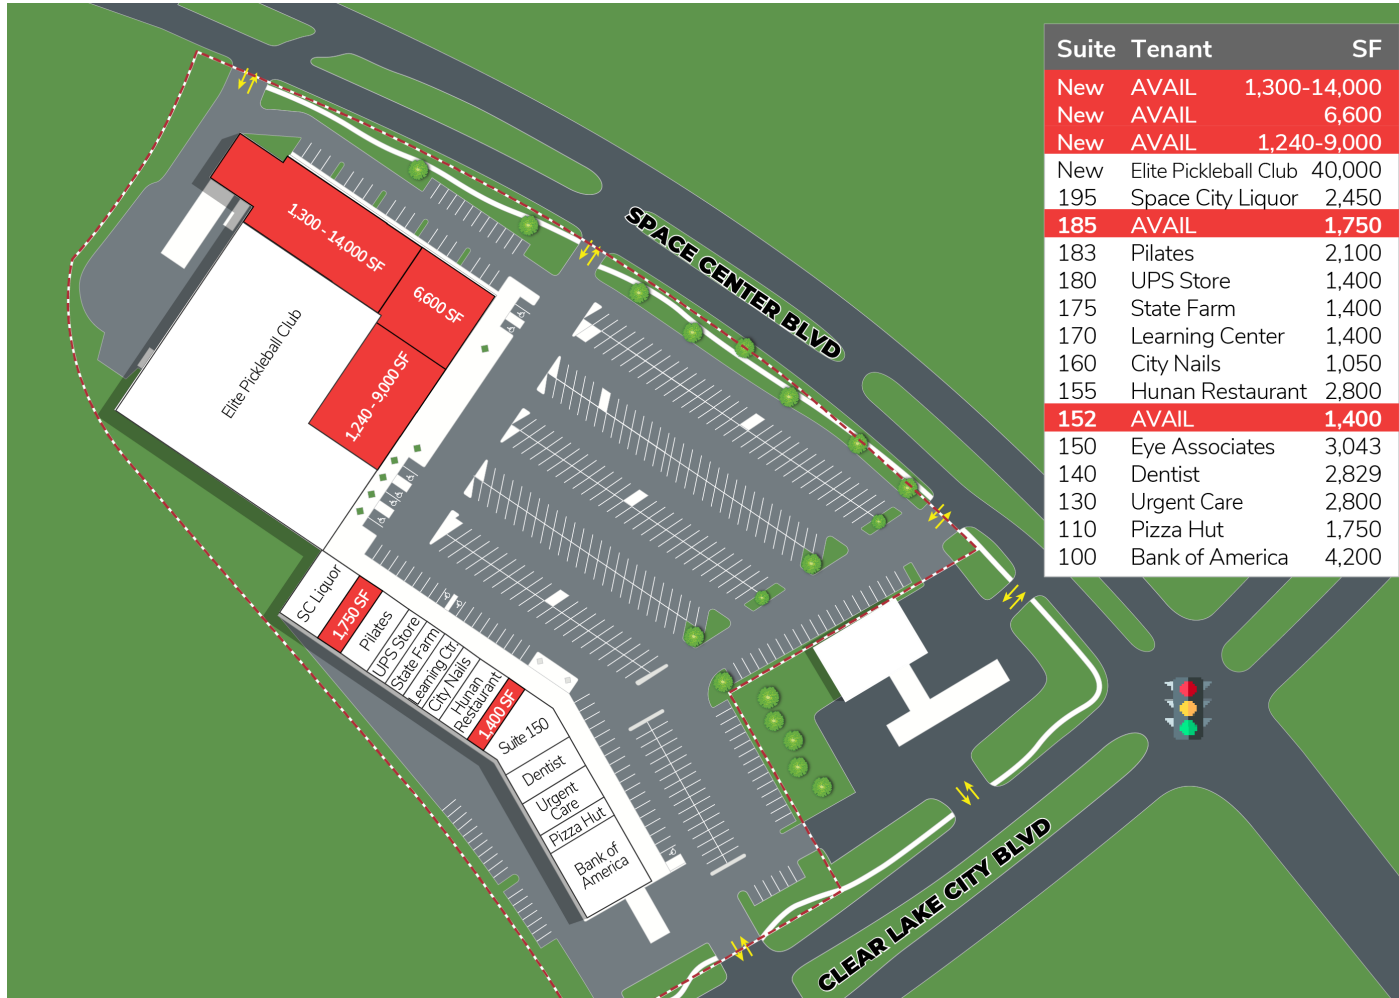 Suite Tenant SF
New AVAIL 1,300-14,000
New AVAIL 6,600
New AVAIL 1,240-9,000
New Elite Pickleball Club 40,000
195 Space City Liquor 2,450
185 AVAIL 1,750
183 Pilates 2,100
180 UPS Store 1,400
175 State Farm 1,400
170 Learning Center 1,400
160 City Nails 1,050
155 Hunan Restaurant 2,800
152 AVAIL 1,400
150 Eye Associates 3,043
140 Dentist 2,829
130 Urgent Care 2,800
110 Pizza Hut 1,750
100 Bank of America 4,200
SPACE CENTER BLVD
1,300 - 14,000 SF
6,600 SF
1,240 - 9,000 SF
Elite Pickleball Club
SC Liquor
1,750 SF
Pilates
UPS Store
State Farm
Learning Ctr.
City Nails
Hunan
Restaurant
1,400 SF
Suite 150
Dentist
Urgent
Care
Pizza Hut
Bank of
America
CLEAR LAKE CITY BLVD